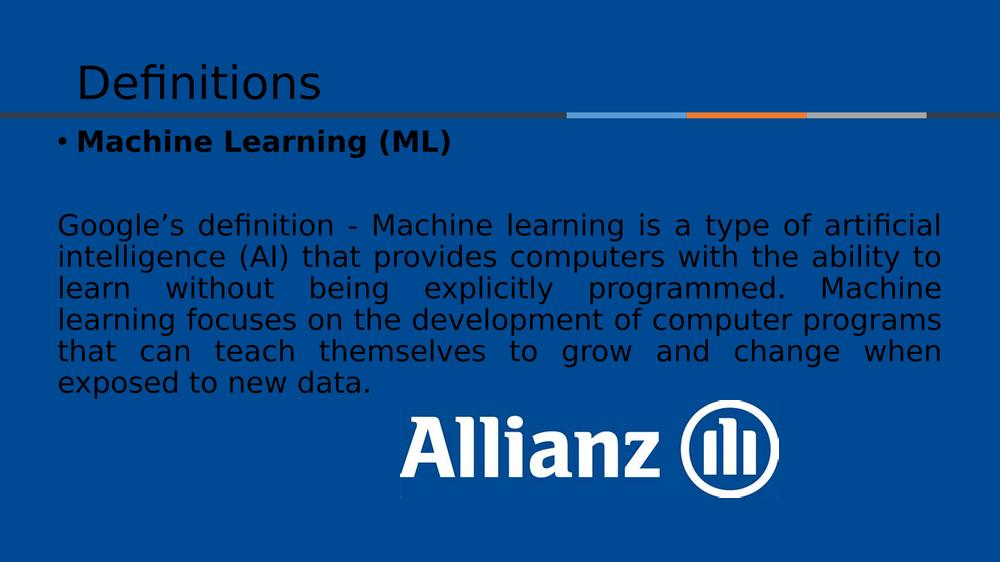 Definitions
• Machine Learning (ML)
Google’s definition - Machine learning is a type of artificial
intelligence (AI) that provides computers with the ability to
learn without being explicitly programmed. Machine
learning focuses on the development of computer programs
that can teach themselves to grow and change when
exposed to new data.
Allianz